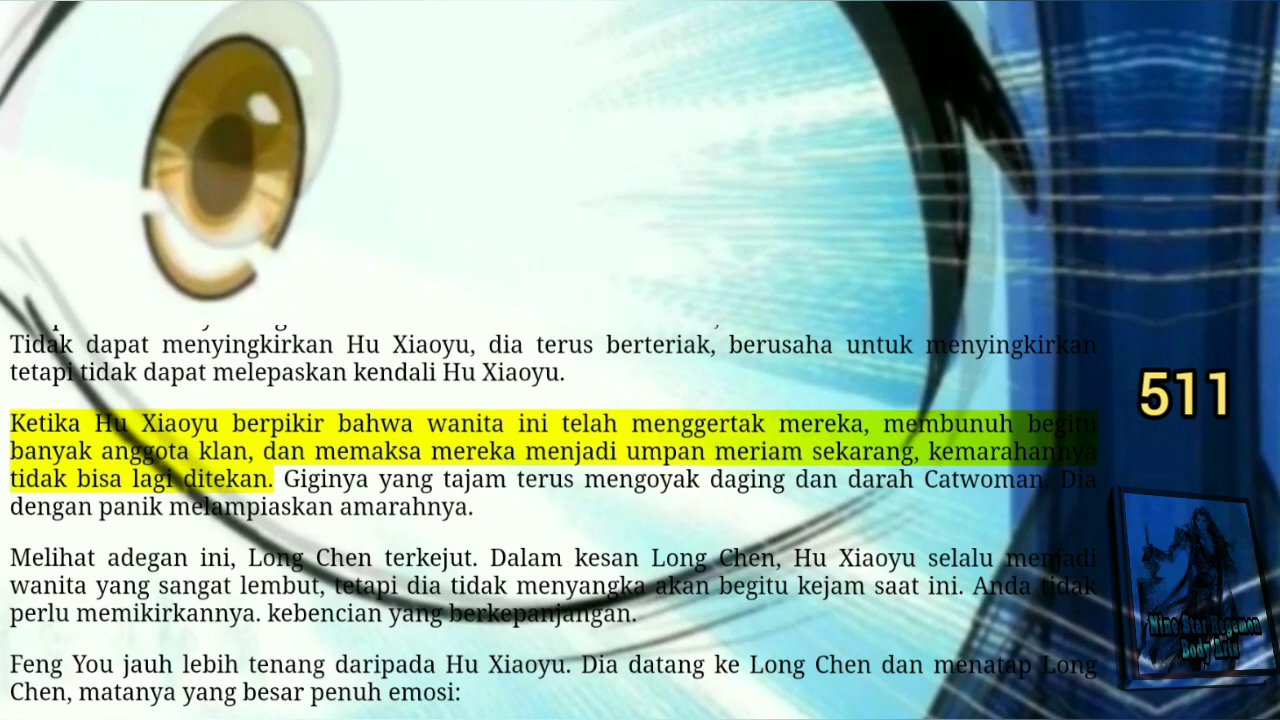 Tidak dapat menyingkirkan Hu Xiaoyu, dia terus berteriak, berusaha untuk menyingkirkan
tetapi tidak dapat melepaskan kendali Hu Xiaoyu.
Ketika Hu Xiaoyu berpikir bahwa wanita ini telah menggertak mereka, membunuh begitu
banyak anggota klan, dan memaksa mereka menjadi umpan meriam sekarang, kemarahannya
tidak bisa lagi ditekan. Giginya yang tajam terus mengoyak daging dan darah Catwoman. Dia
dengan panik melampiaskan amarahnya.
Melihat adegan ini, Long Chen terkejut. Dalam kesan Long Chen, Hu Xiaoyu selalu menjadi
wanita yang sangat lembut, tetapi dia tidak menyangka akan begitu kejam saat ini. Anda tidak
perlu memikirkannya. kebencian yang berkepanjangan.
Feng You jauh lebih tenang daripada Hu Xiaoyu. Dia datang ke Long Chen dan menatap Long
Chen, matanya yang besar penuh emosi:
511
Nine Star Hegemon
Body Arts